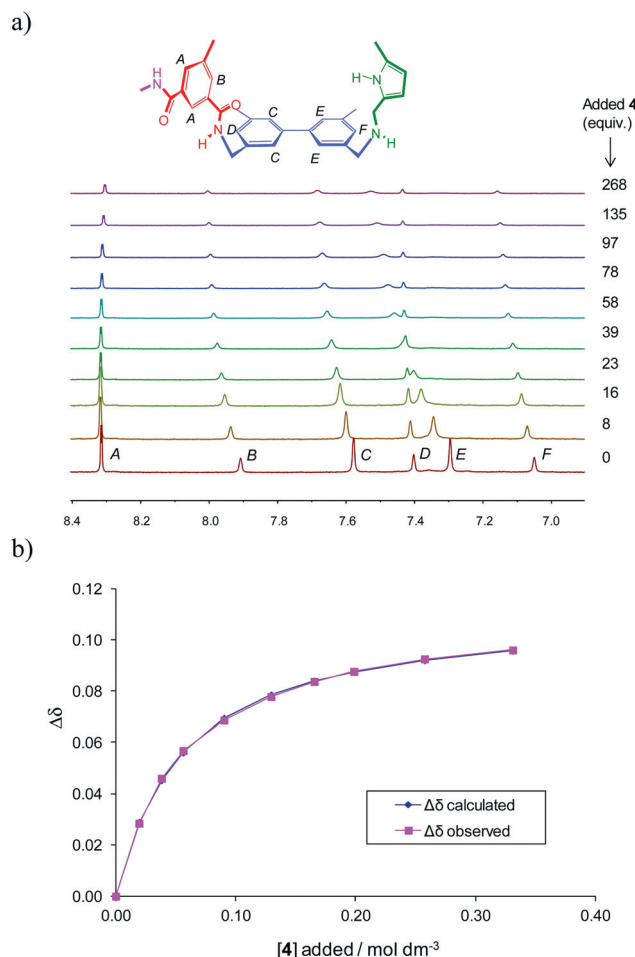 a)
A
B
A
NH
O
O
N
H
D
C
C
E
E
F
N
H
N
H
Added 4
(equiv.)
268
135
97
78
58
39
23
16
8
0
A B C D E F
8.4 8.2 8.0 7.8 7.6 7.4 7.2 7.0
b)
0.12
0.10
0.08
0.06
0.04
0.02
0.00
Δδ
Δδ calculated
Δδ observed
0.00 0.10 0.20 0.30 0.40
[4] added / mol dm-3